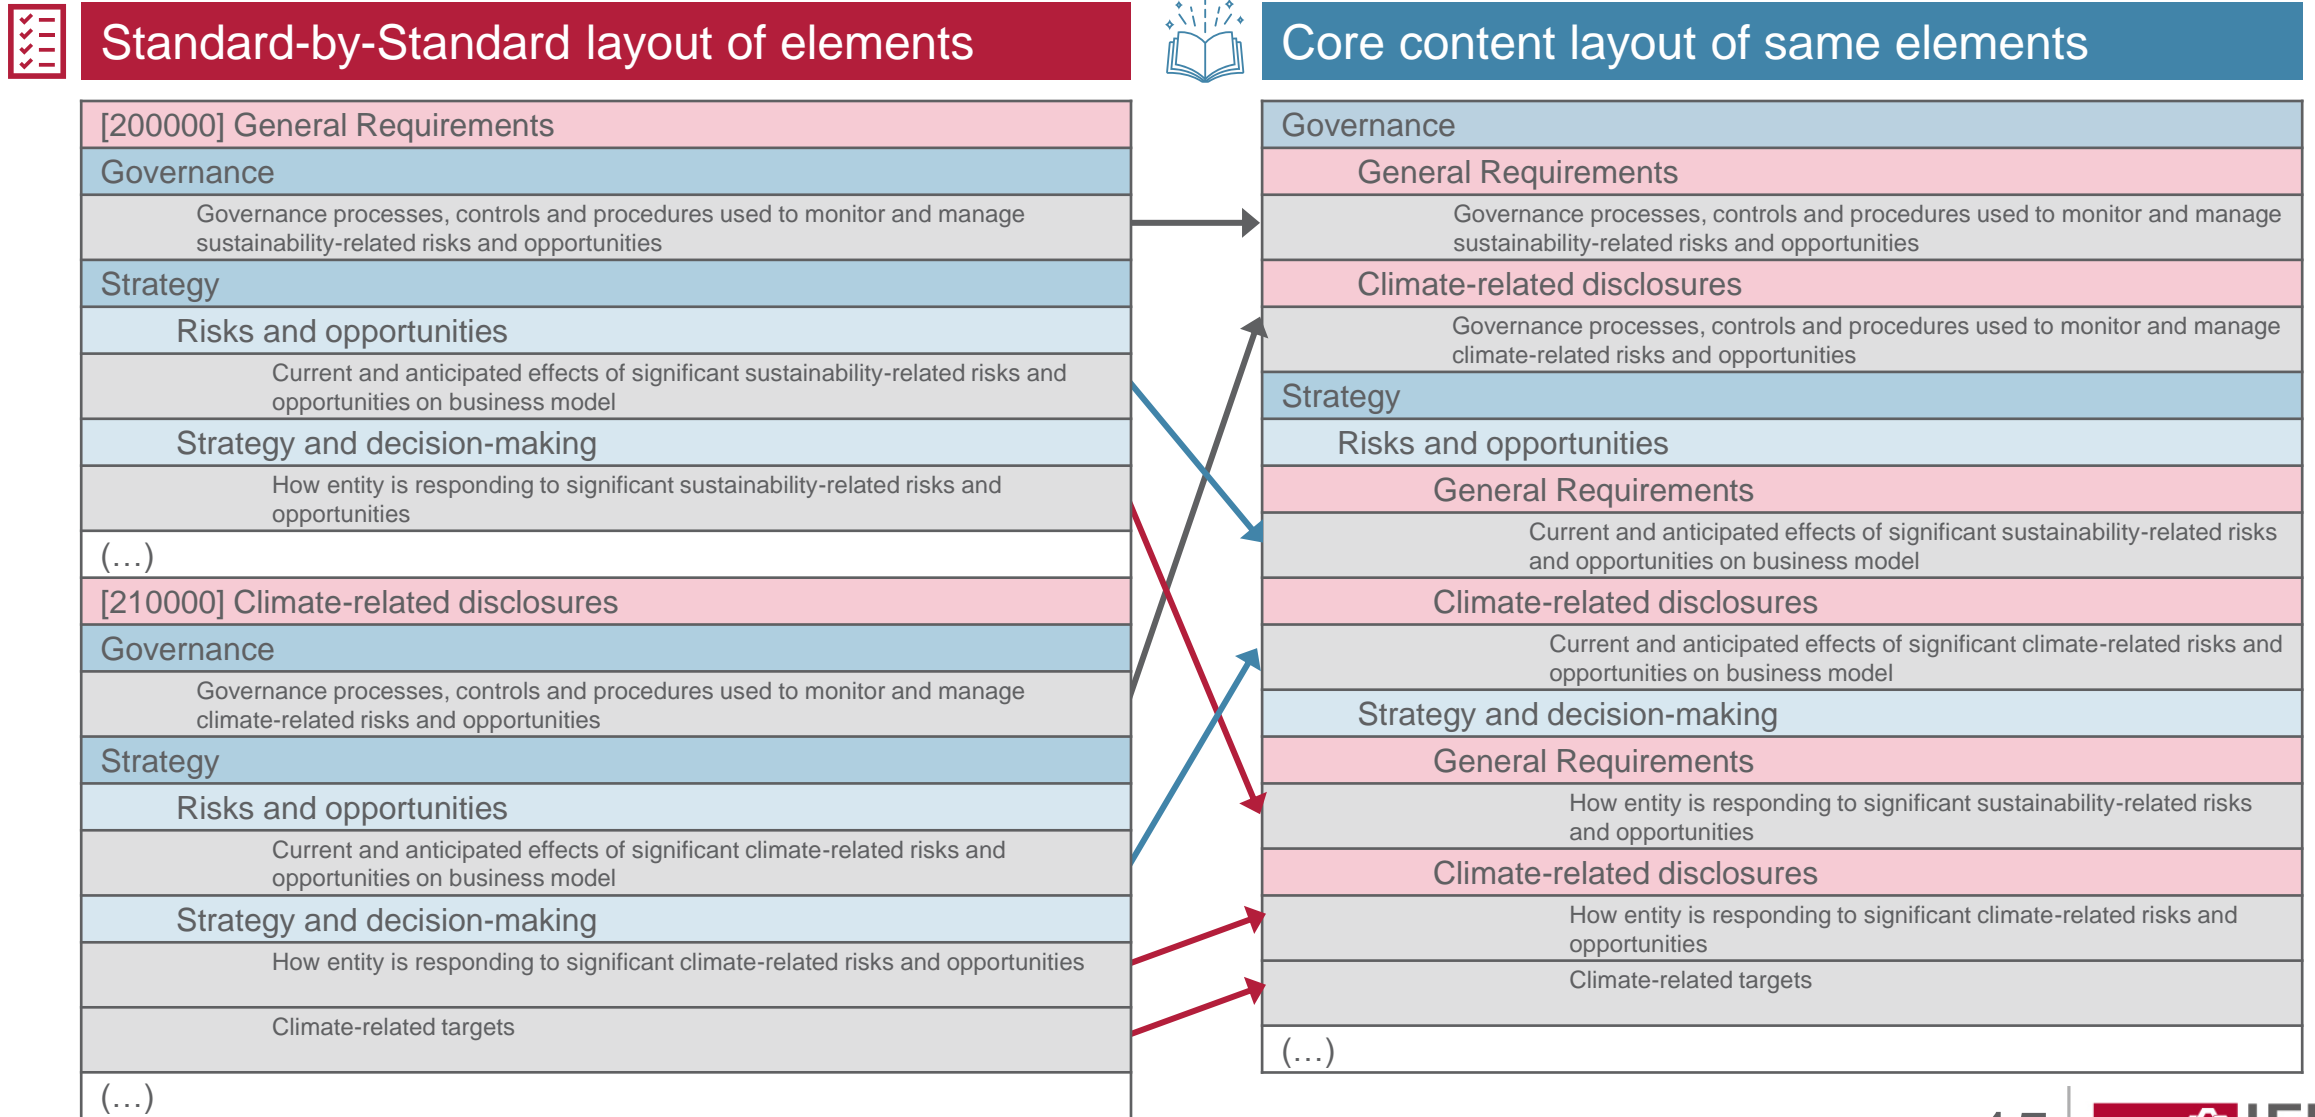 Standard-by-Standard layout of elements
[200000] General Requirements
Governance
Governance processes, controls and procedures used to monitor and manage
sustainability-related risks and opportunities
Strategy
Risks and opportunities
Current and anticipated effects of significant sustainability-related risks and
opportunities on business model
Strategy and decision-making
How entity is responding to significant sustainability-related risks and
opportunities
(…)
[210000] Climate-related disclosures
Governance
Governance processes, controls and procedures used to monitor and manage
climate-related risks and opportunities
Strategy
Risks and opportunities
Current and anticipated effects of significant climate-related risks and
opportunities on business model
Strategy and decision-making
How entity is responding to significant climate-related risks and opportunities
Climate-related targets
(…)
Core content layout of same elements
Governance
General Requirements
Governance processes, controls and procedures used to monitor and manage
sustainability-related risks and opportunities
Climate-related disclosures
Governance processes, controls and procedures used to monitor and manage
climate-related risks and opportunities
Strategy
Risks and opportunities
General Requirements
Current and anticipated effects of significant sustainability-related risks
and opportunities on business model
Climate-related disclosures
Current and anticipated effects of significant climate-related risks and
opportunities on business model
Strategy and decision-making
General Requirements
How entity is responding to significant sustainability-related risks
and opportunities
Climate-related disclosures
How entity is responding to significant climate-related risks and
opportunities
Climate-related targets
(…)